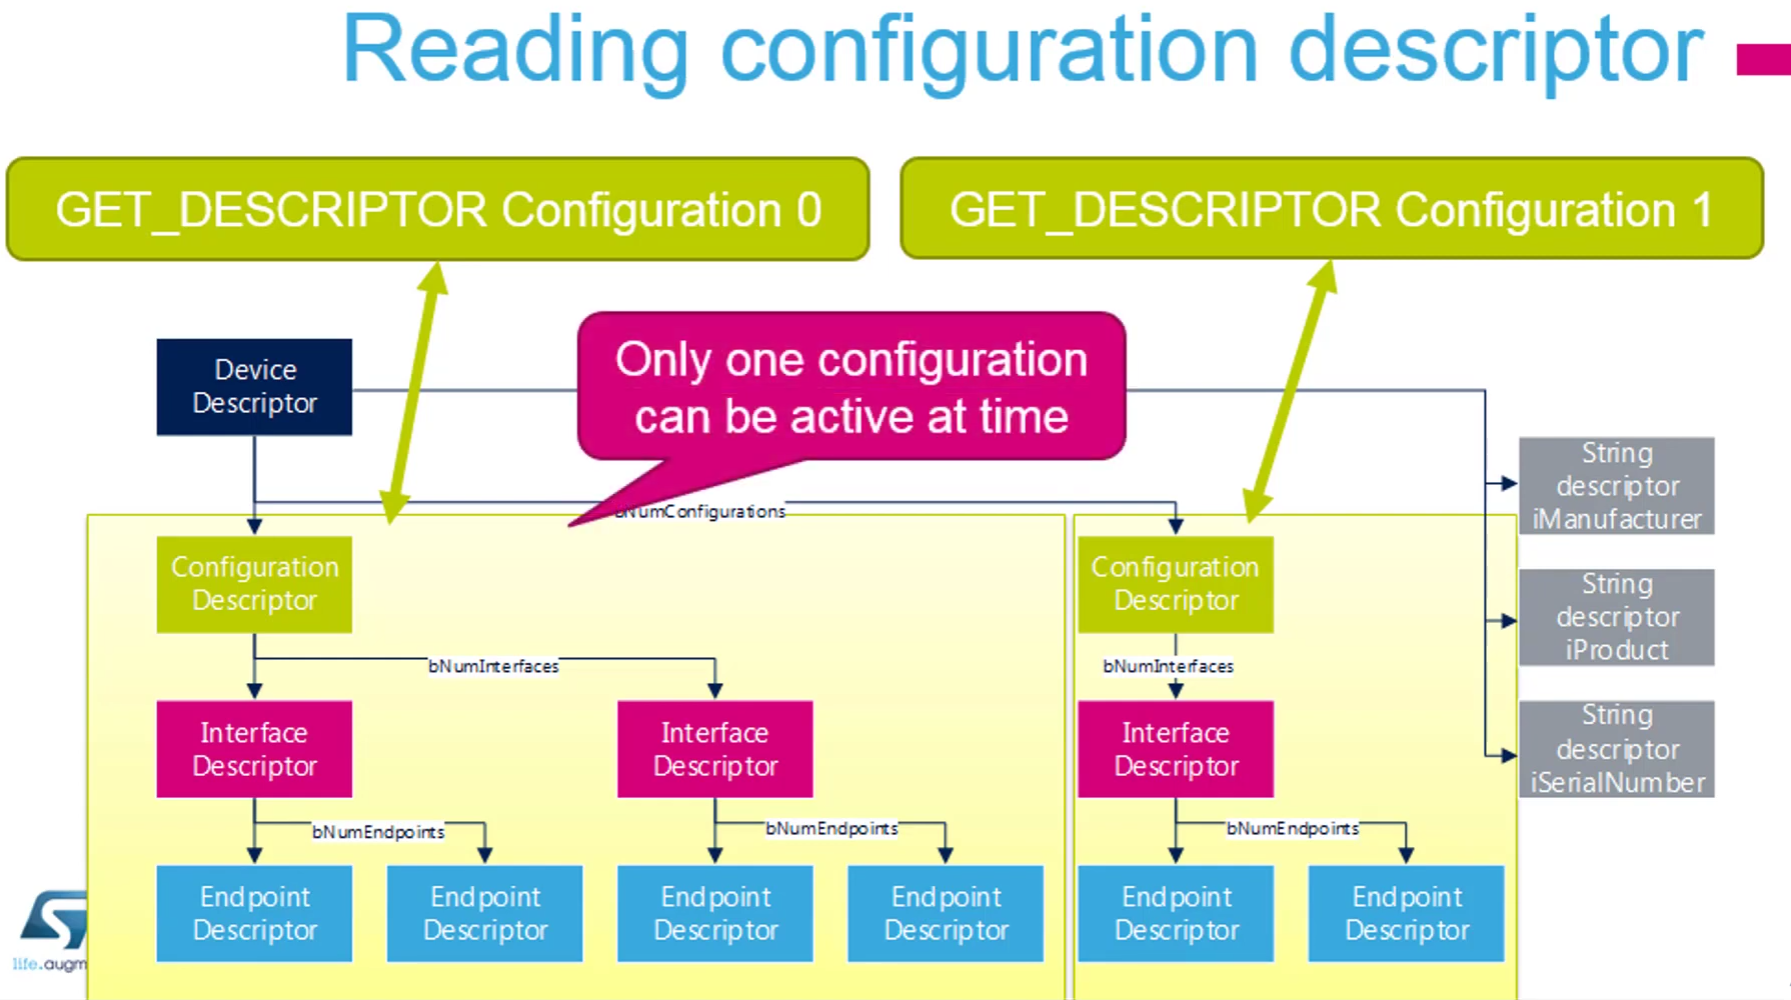 Reading configuration descriptor
GET_DESCRIPTOR Configuration 0
GET_DESCRIPTOR Configuration 1
Only one configuration
can be active at time
Device
Descriptor
String
descriptor
iManufacturer
bNumConfigurations
Configuration
Descriptor
Configuration
Descriptor
String
descriptor
iProduct
bNumInterfaces
bNumInterfaces
Interface
Descriptor
Interface
Descriptor
Interface
Descriptor
String
descriptor
iSerialNumber
bNumEndpoints
bNumEndpoints
bNumEndpoints
Endpoint
Descriptor
Endpoint
Descriptor
Endpoint
Descriptor
Endpoint
Descriptor
Endpoint
Descriptor
Endpoint
Descriptor
life.augm